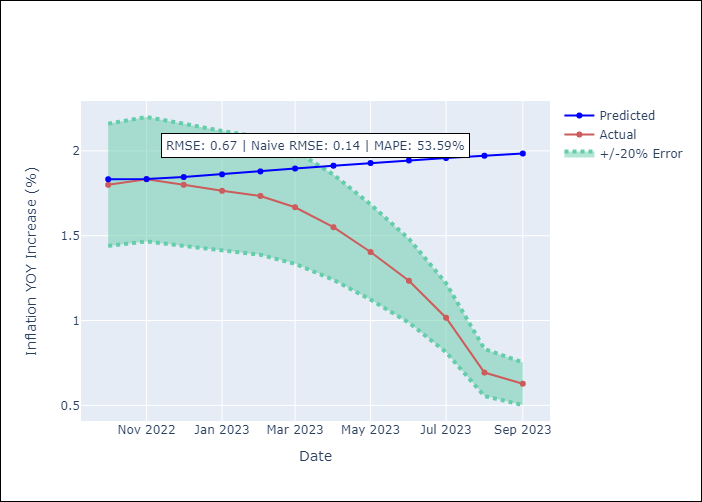 RMSE: 0.67 | Naive RMSE: 0.14 | MAPE: 53.59%
Predicted
Actual
+/-20% Error
Inflation YOY Increase (%)
2
1.5
1
0.5
Nov 2022
Jan 2023
Mar 2023
May 2023
Jul 2023
Sep 2023
Date